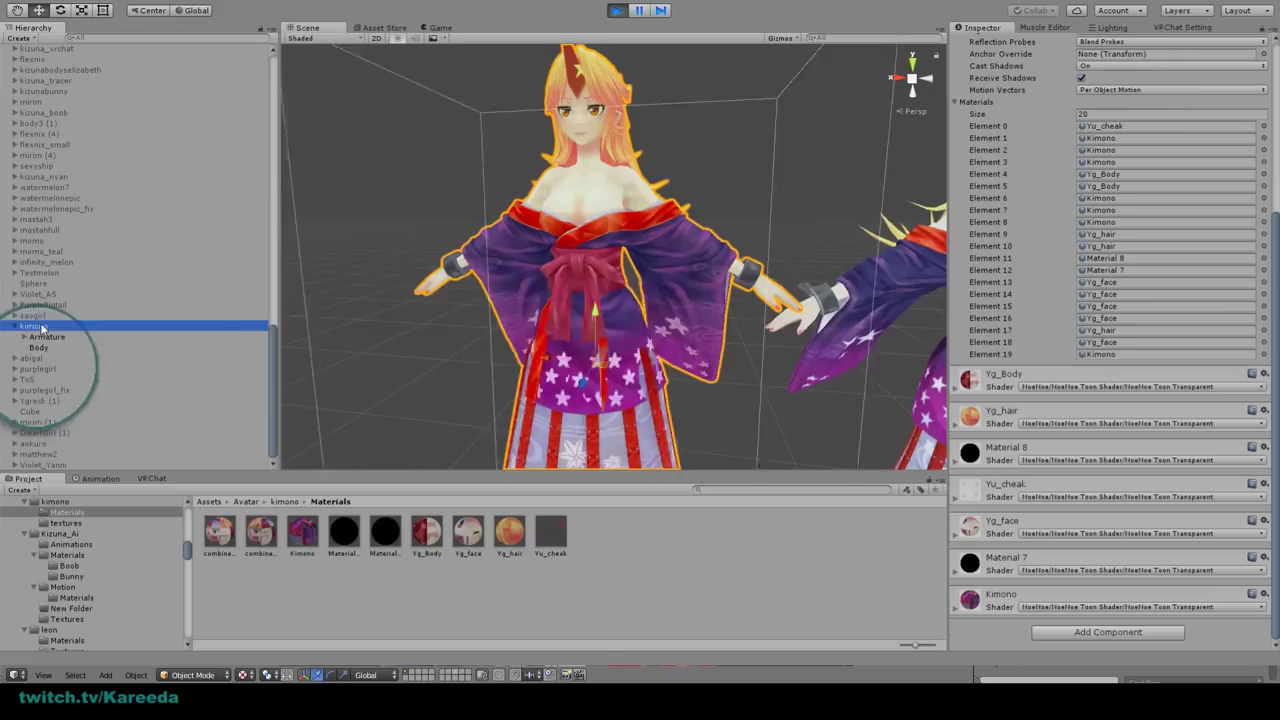 Center
Global
Collab
Account
Layers
Layout
Hierarchy
Create
All
kizuna_vrchat
flexnix
kizunabodyselizabeth
kizuna_tracer
kizunabunny
mirim
kizuna_boob
body3 (1)
flexnix (4)
flexnix_small
mirim (4)
sexyship
kizuna_nyan
watermelon7
watermelonepic
watermelonepic_fix
mastah3
mastahfull
momo
momo_teal
infinity_melon
Testmelon
Sphere
Violet_AS
kimono
Armature
Body
abigal
purplegirl
ToS
purplegirl_fix
Ygreck (1)
Cube
askuro
matthew2
Violet_Yanni
Scene
Asset Store
Game
Shaded
2D
Gizmos
All
y
Persp
Inspector
Muscle Editor
Lighting
VRChat Setting
Reflection Probes
Blend Probes
Anchor Override
None (Transform)
Cast Shadows
On
Receive Shadows
Motion Vectors
Per Object Motion
Materials
Size
20
Element 0 Yu_cheak
Element 1 Kimono
Element 2 Kimono
Element 3 Kimono
Element 4 Yg_Body
Element 5 Yg_Body
Element 6 Kimono
Element 7 Kimono
Element 8 Kimono
Element 9 Yg_hair
Element 10 Yg_hair
Element 11 Material 8
Element 12 Material 7
Element 13 Yg_face
Element 14 Yg_face
Element 15 Yg_face
Element 16 Yg_face
Element 17 Yg_hair
Element 18 Yg_face
Element 19 Kimono
Yg_Body
Shader NoeNoe/NoeNoe Toon Shader/NoeNoe Toon Transparent
Yg_hair
Shader NoeNoe/NoeNoe Toon Shader/NoeNoe Toon Transparent
Material 8
Shader NoeNoe/NoeNoe Toon Shader/NoeNoe Toon Transparent
Yu_cheak
Shader NoeNoe/NoeNoe Toon Shader/NoeNoe Toon Transparent
Yg_face
Shader NoeNoe/NoeNoe Toon Shader/NoeNoe Toon Transparent
Material 7
Shader NoeNoe/NoeNoe Toon Shader/NoeNoe Toon Transparent
Kimono
Shader NoeNoe/NoeNoe Toon Shader/NoeNoe Toon Transparent
Add Component
Project
Animation
VRChat
Create
kimono
Materials
textures
Kizuna_Ai
Animations
Materials
Boob
Bunny
Motion
Materials
New Folder
Textures
leon
Materials
Assets Avatar kimono Materials
combine...
combine...
Kimono
Material...
Material...
Yg_Body
Yg_face
Yg_hair
Yu_cheak
View
Select
Add
Object
Object Mode
Global
twitch.tv/Kareeda